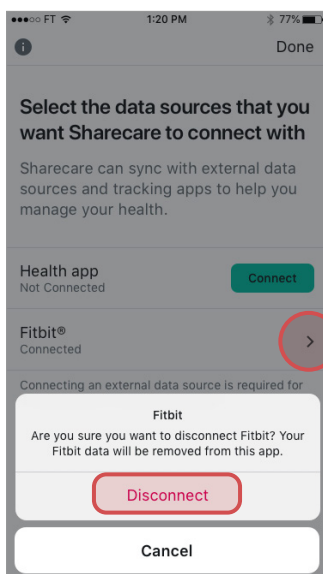 FT 1:20 PM 77%
Done
Select the data sources that you
want Sharecare to connect with
Sharecare can sync with external data
sources and tracking apps to help you
manage your health.
Health app
Not Connected
Connect
Fitbit®
Connected
Connecting an external data source is required for
Fitbit
Are you sure you want to disconnect Fitbit? Your
Fitbit data will be removed from this app.
Disconnect
Cancel